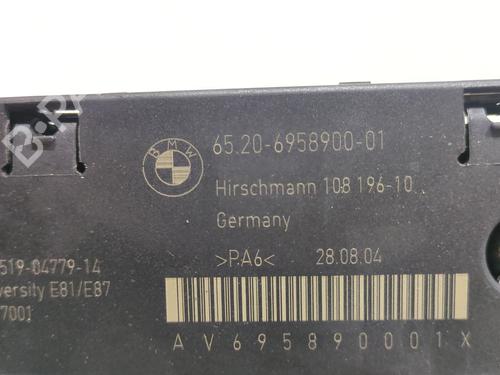 BMW
65.20-6958900-01
Hirschmann 108 196-10
Germany
>PA6< 28.08.04
519-04779-14
versity E81/E87
7001
AV695890001X